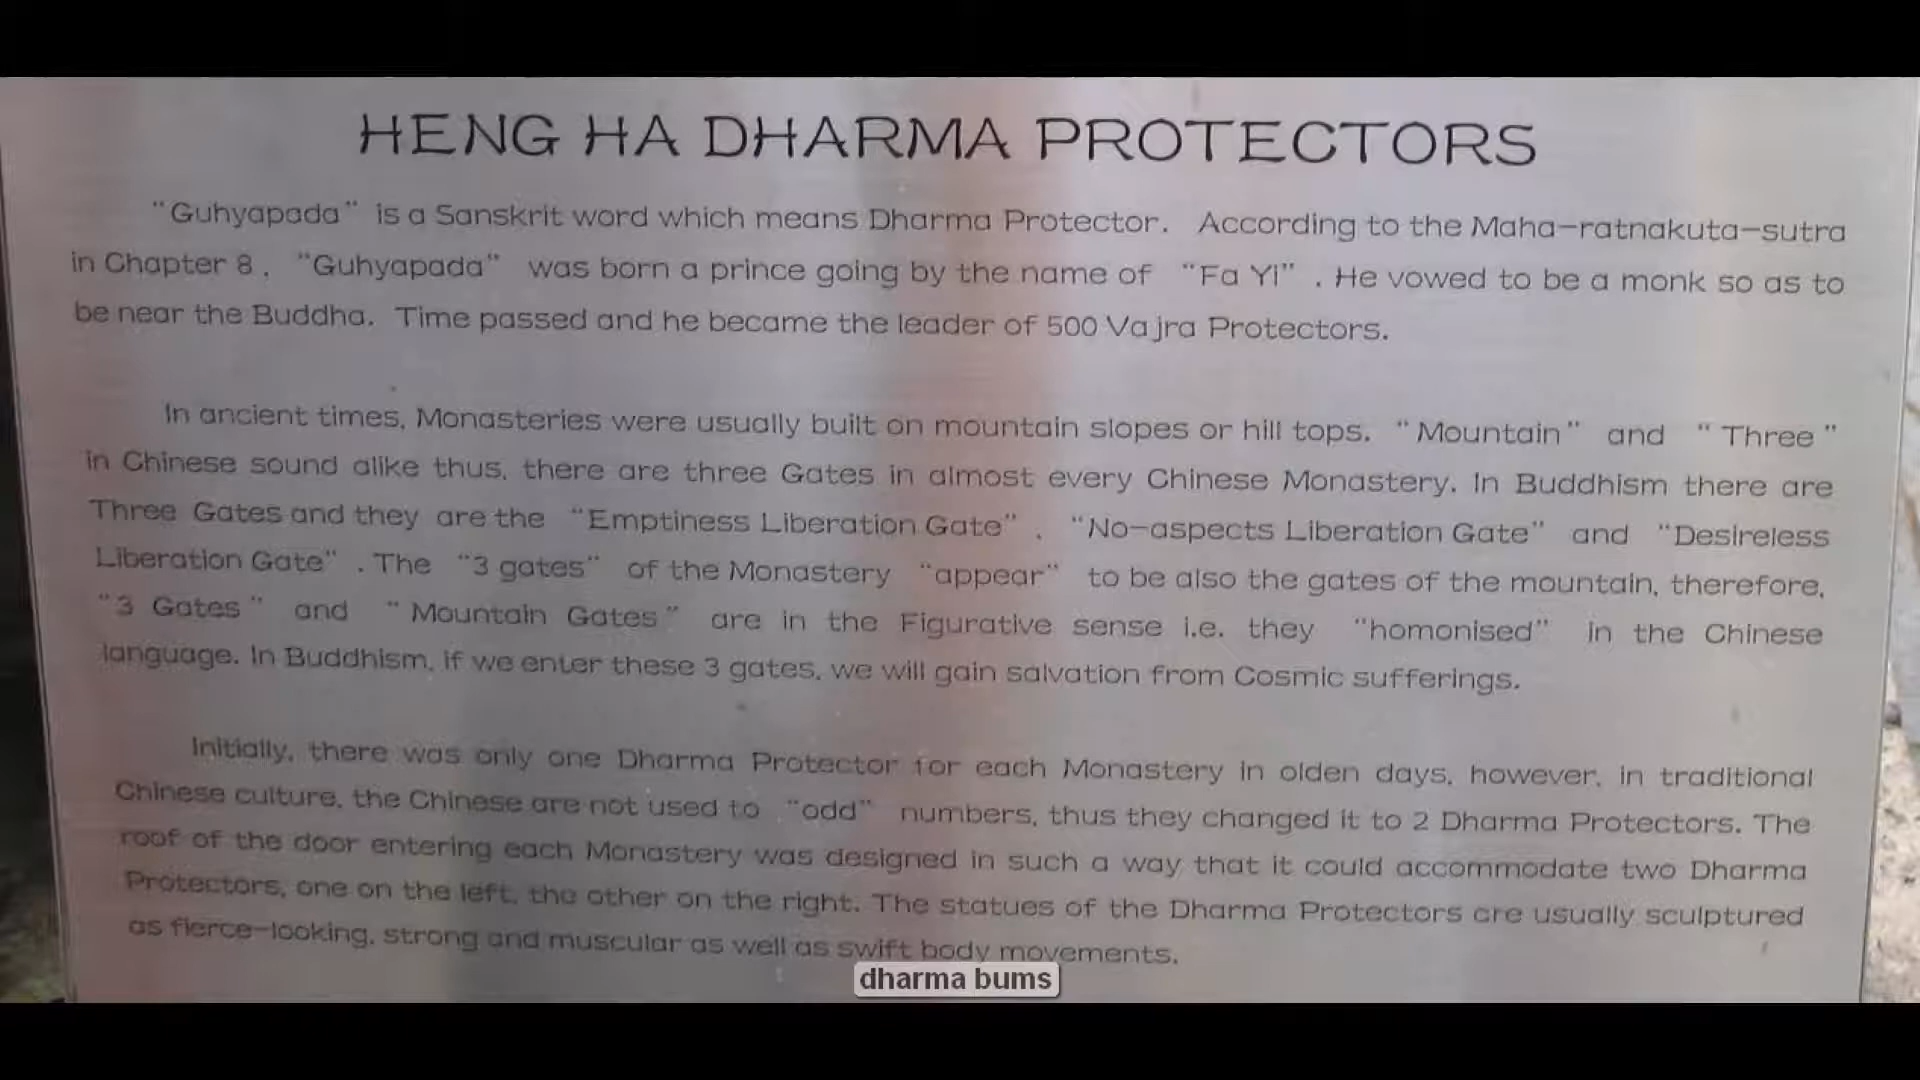 HENG HA DHARMA PROTECTORS
"Guhyapada" is a Sanskrit word which means Dharma Protector. According to the Maha-ratnakuta-sutra
in Chapter 8, "Guhyapada" was born a prince going by the name of "Fa Yi". He vowed to be a monk so as to
be near the Buddha. Time passed and he became the leader of 500 Vajra Protectors.
In ancient times, Monasteries were usually built on mountain slopes or hill tops. "Mountain" and "Three"
in Chinese sound alike thus, there are three Gates in almost every Chinese Monastery. In Buddhism there are
Three Gates and they are the "Emptiness Liberation Gate", "No-aspects Liberation Gate" and "Desireless
Liberation Gate". The "3 gates" of the Monastery "appear" to be also the gates of the mountain, therefore,
"3 Gates" and "Mountain Gates" are in the Figurative sense i.e. they "homonised" in the Chinese
language. In Buddhism, if we enter these 3 gates, we will gain salvation from Cosmic sufferings.
Initially, there was only one Dharma Protector for each Monastery in olden days, however, in traditional
Chinese culture, the Chinese are not used to "odd" numbers, thus they changed it to 2 Dharma Protectors. The
roof of the door entering each Monastery was designed in such a way that it could accommodate two Dharma
Protectors, one on the left, the other on the right. The statues of the Dharma Protectors are usually sculptured
as fierce-looking, strong and muscular as well as swift body movements.
dharma bums